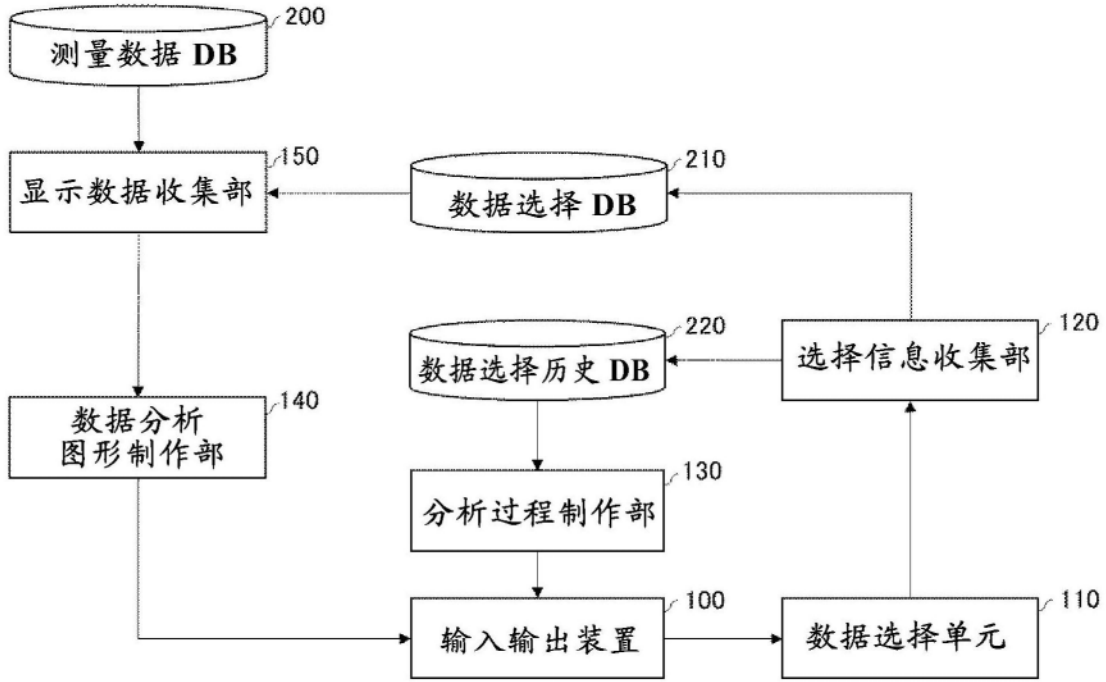 200
测量数据 DB
150
显示数据收集部
210
数据选择 DB
220
数据选择历史 DB
120
选择信息收集部
140
数据分析
图形制作部
130
分析过程制作部
100
输入输出装置
110
数据选择单元